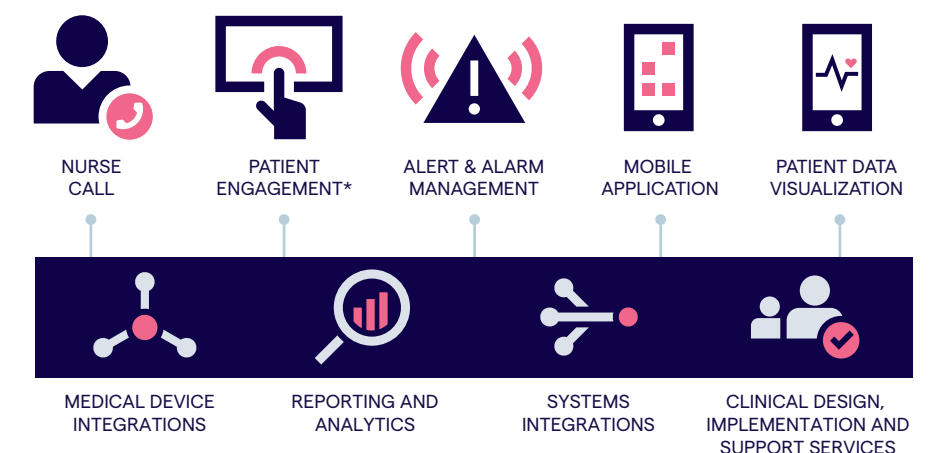 NURSE
CALL
PATIENT
ENGAGEMENT*
ALERT & ALARM
MANAGEMENT
MOBILE
APPLICATION
PATIENT DATA
VISUALIZATION
MEDICAL DEVICE
INTEGRATIONS
REPORTING AND
ANALYTICS
SYSTEMS
INTEGRATIONS
CLINICAL DESIGN,
IMPLEMENTATION AND
SUPPORT SERVICES